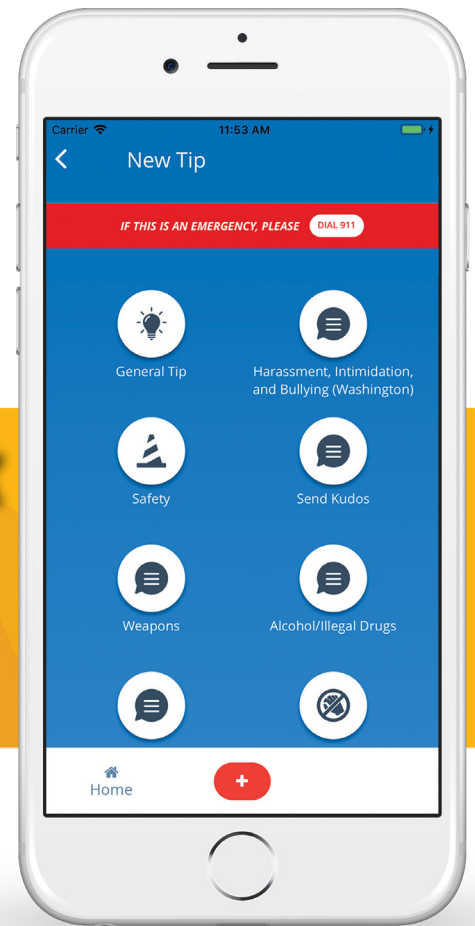 Carrier 11:53 AM
New Tip
IF THIS IS AN EMERGENCY, PLEASE DIAL 911
General Tip
Harassment, Intimidation,
and Bullying (Washington)
Safety
Send Kudos
Weapons
Alcohol/Illegal Drugs
Home